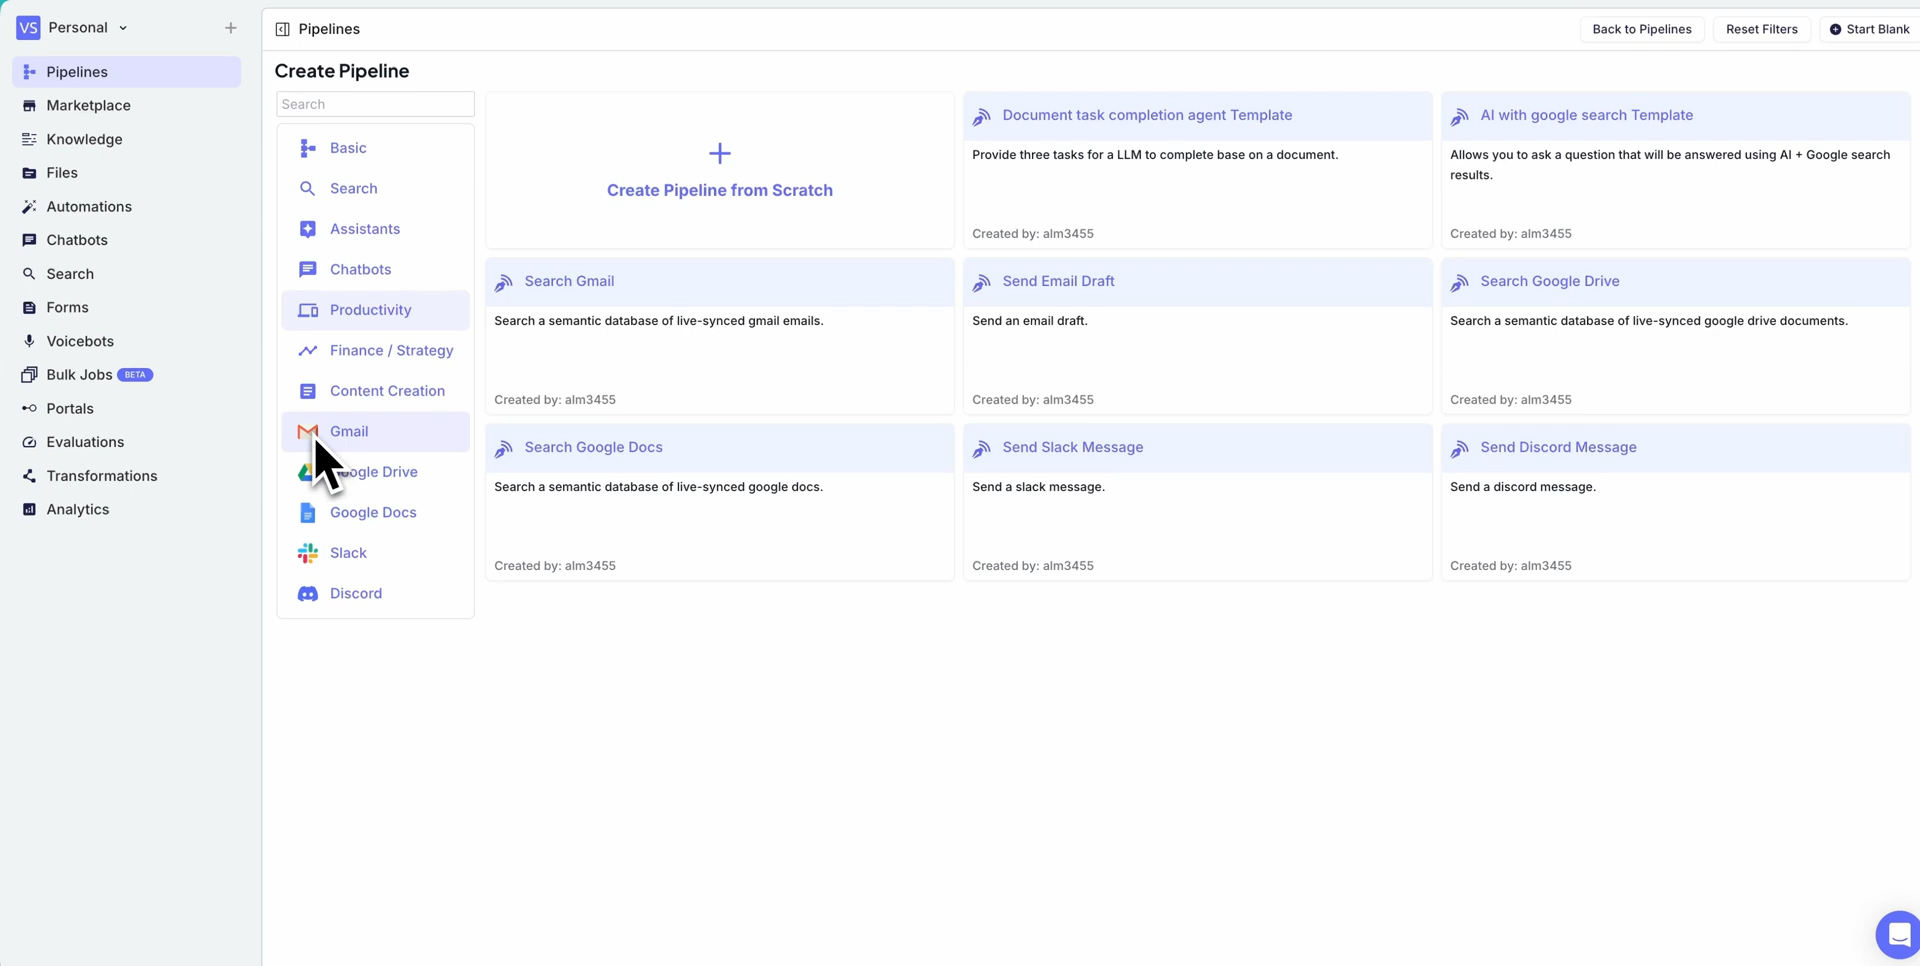 VS Personal
Pipelines
Marketplace
Knowledge
Files
Automations
Chatbots
Search
Forms
Voicebots
Bulk Jobs BETA
Portals
Evaluations
Transformations
Analytics
Pipelines
Back to Pipelines
Reset Filters
Start Blank
Create Pipeline
Search
Basic
Search
Assistants
Chatbots
Productivity
Finance / Strategy
Content Creation
Gmail
Google Drive
Google Docs
Slack
Discord
Create Pipeline from Scratch
Document task completion agent Template
Provide three tasks for a LLM to complete base on a document.
Created by: alm3455
AI with google search Template
Allows you to ask a question that will be answered using AI + Google search
results.
Created by: alm3455
Search Gmail
Search a semantic database of live-synced gmail emails.
Created by: alm3455
Send Email Draft
Send an email draft.
Created by: alm3455
Search Google Drive
Search a semantic database of live-synced google drive documents.
Created by: alm3455
Search Google Docs
Search a semantic database of live-synced google docs.
Created by: alm3455
Send Slack Message
Send a slack message.
Created by: alm3455
Send Discord Message
Send a discord message.
Created by: alm3455